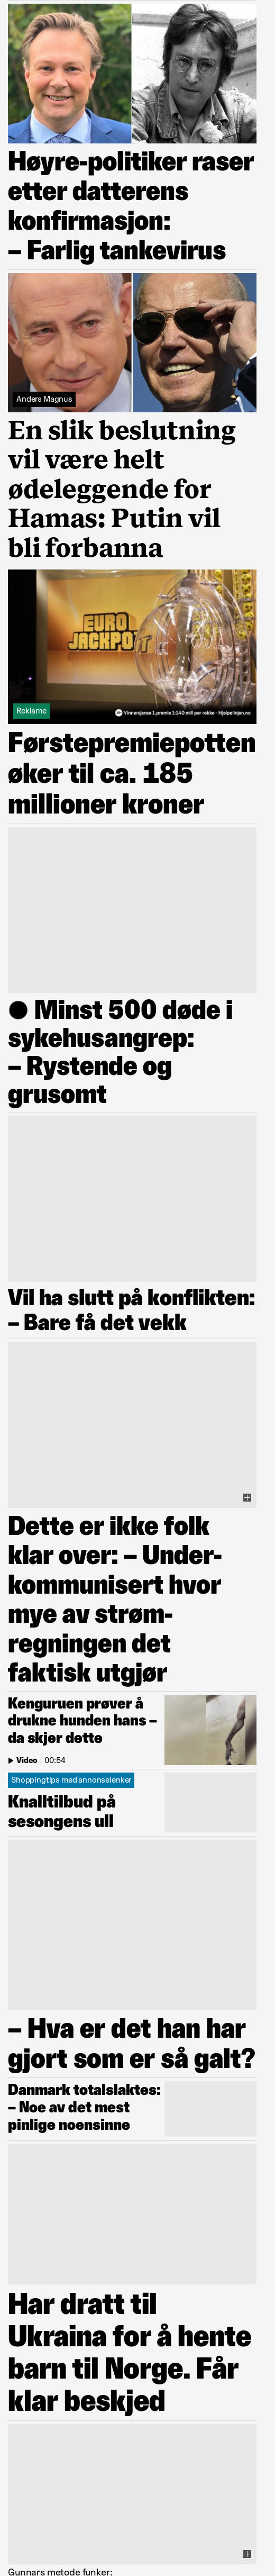 Høyre-politiker raser
etter datterens
konfirmasjon:
– Farlig tankevirus
Anders Magnus
En slik beslutning
vil være helt
ødeleggende for
Hamas: Putin vil
bli forbanna
EURO
JACKPOT
Reklame
Vinnersjanse 1.premie 1:140 mill per rekke - Hjelpelinjen.no
Førstepremiepotten
øker til ca. 185
millioner kroner
● Minst 500 døde i
sykehusangrep:
– Rystende og
grusomt
Vil ha slutt på konflikten:
– Bare få det vekk
Dette er ikke folk
klar over: – Under-
kommunisert hvor
mye av strøm-
regningen det
faktisk utgjør
Kenguruen prøver å
drukne hunden hans –
da skjer dette
Video | 00:54
Shoppingtips med annonselenker
Knalltilbud på
sesongens ull
– Hva er det han har
gjort som er så galt?
Danmark totalslaktes:
– Noe av det mest
pinlige noensinne
Har dratt til
Ukraina for å hente
barn til Norge. Får
klar beskjed
Gunnars metode funker: